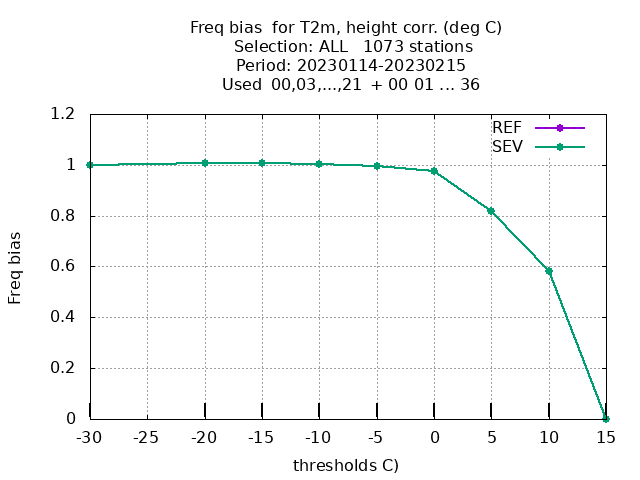 Freq bias  for T2m, height corr. (deg C)
Selection: ALL   1073 stations
Period: 20230114-20230215
Used  00,03,...,21  + 00 01 ... 36
REF
SEV
1.2
1
0.8
0.6
0.4
0.2
0
Freq bias
-30 -25 -20 -15 -10 -5 0 5 10 15
thresholds C)